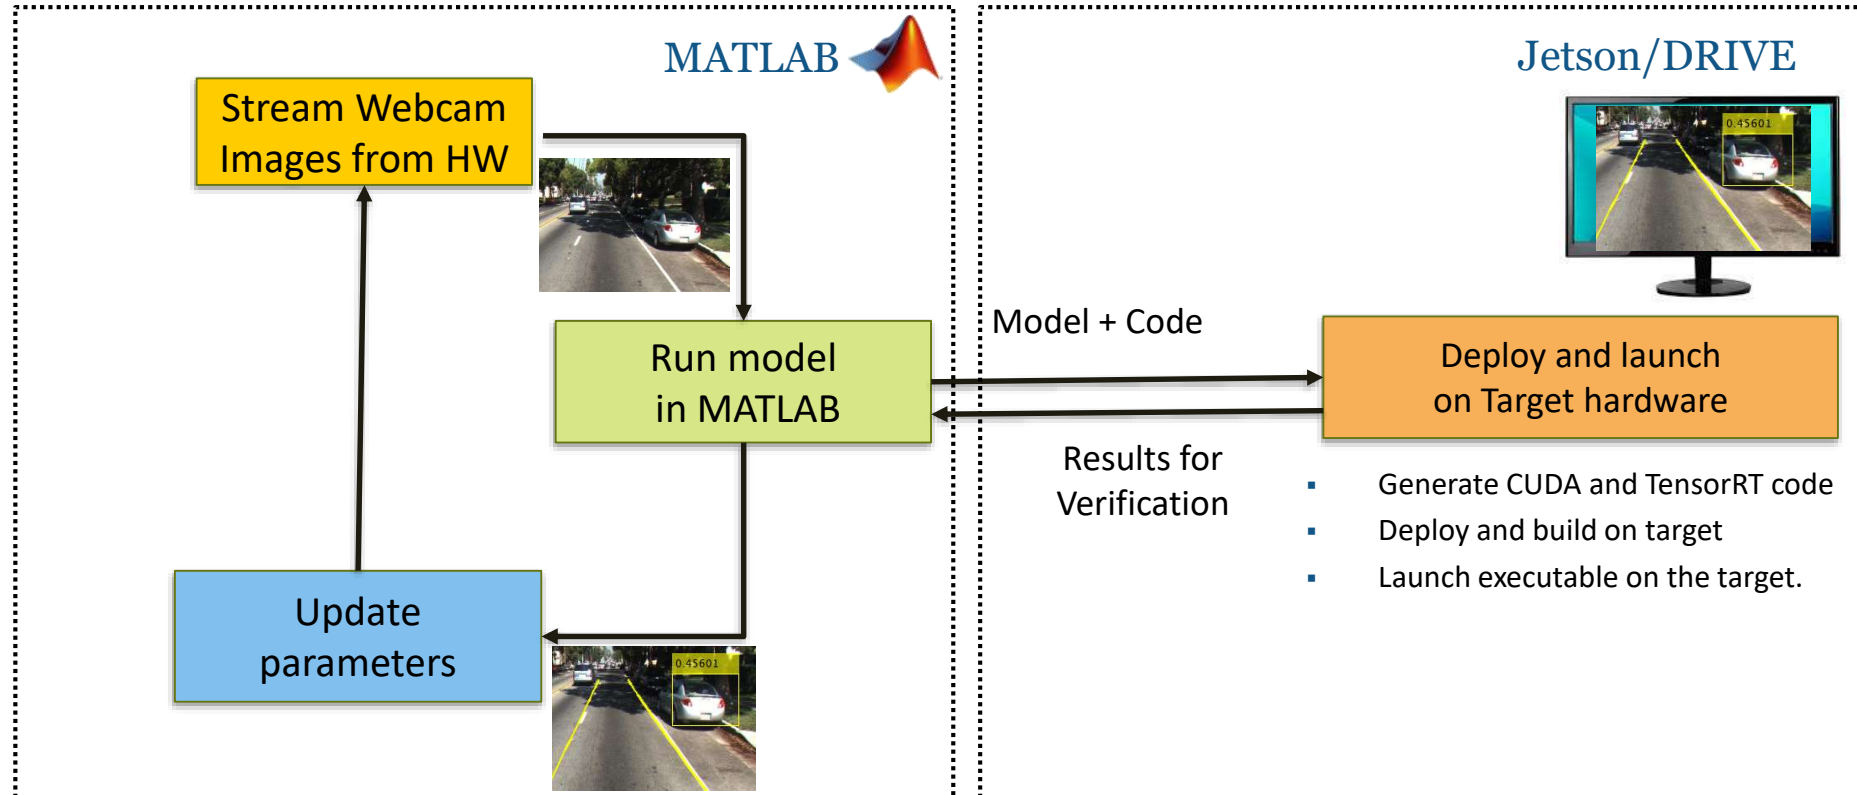 MATLAB
Stream Webcam
Images from HW
Run model
in MATLAB
Update
parameters
0.45601
Jetson/DRIVE
0.45601
Model + Code
Deploy and launch
on Target hardware
Results for
Verification
▪ Generate CUDA and TensorRT code
▪ Deploy and build on target
▪ Launch executable on the target.